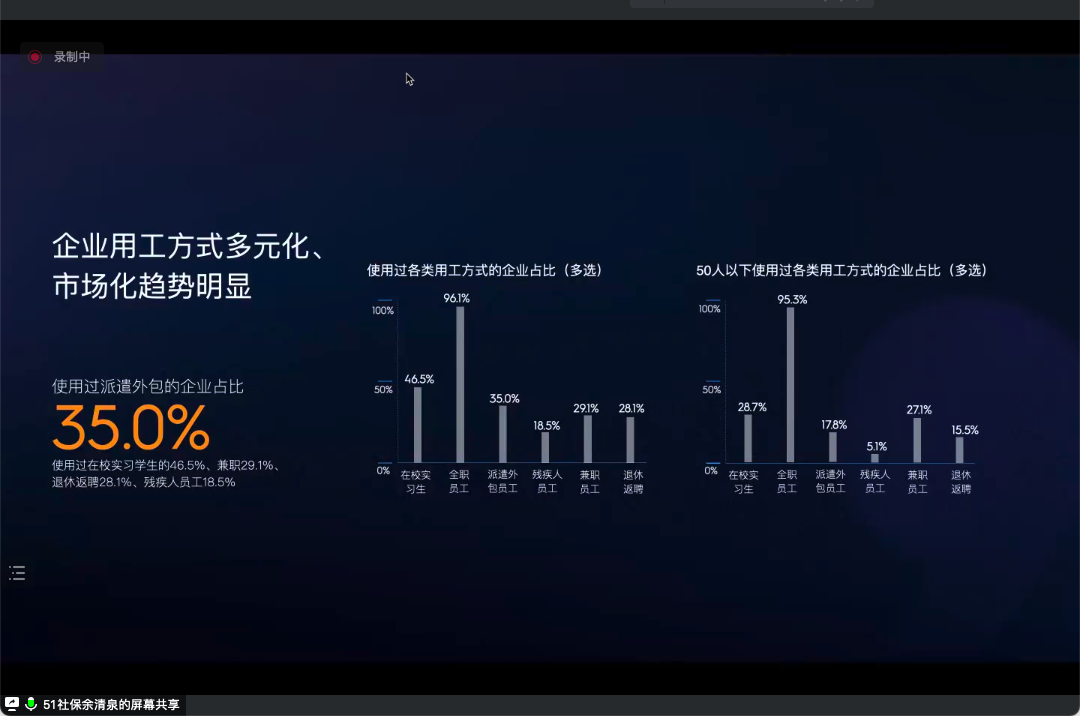 录制中
企业用工方式多元化、
市场化趋势明显
使用过派遣外包的企业占比
35.0%
使用过在校实习学生的46.5%、兼职29.1%、
退休返聘28.1%、残疾人员工18.5%
使用过各类用工方式的企业占比（多选）
100%
50%
0%
46.5%
96.1%
35.0%
18.5%
29.1%
28.1%
在校实
习生
全职
员工
派遣外
包员工
残疾人
员工
兼职
员工
退休
返聘
50人以下使用过各类用工方式的企业占比（多选）
100%
50%
0%
28.7%
95.3%
17.8%
5.1%
27.1%
15.5%
在校实
习生
全职
员工
派遣外
包员工
残疾人
员工
兼职
员工
退休
返聘
51社保余清泉的屏幕共享